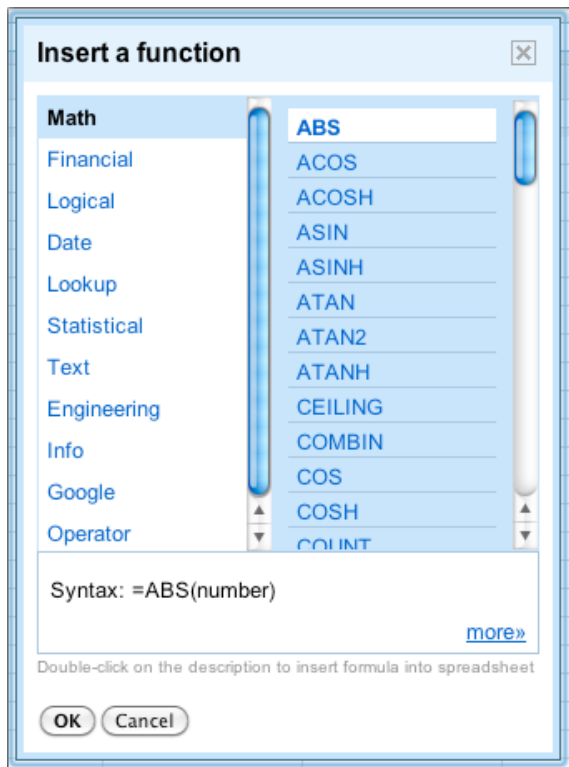 Insert a function
Math
Financial
Logical
Date
Lookup
Statistical
Text
Engineering
Info
Google
Operator
ABS
ACOS
ACOSH
ASIN
ASINH
ATAN
ATAN2
ATANH
CEILING
COMBIN
COS
COSH
COUNT
Syntax: =ABS(number)
more»
Double-click on the description to insert formula into spreadsheet
OK Cancel